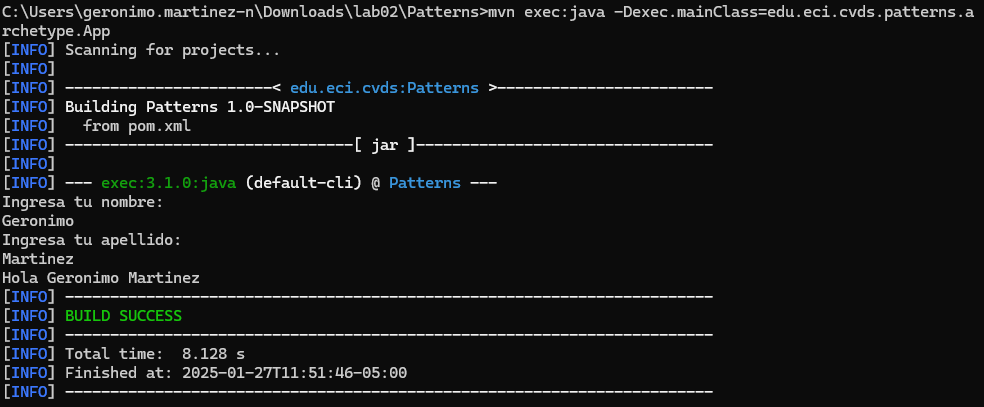 C:\Users\geronimo.martinez-n\Downloads\lab02\Patterns>mvn exec:java -Dexec.mainClass=edu.eci.cvds.patterns.a
rchetype.App
[INFO] Scanning for projects...
[INFO]
[INFO] -----------------------< edu.eci.cvds:Patterns >------------------------
[INFO] Building Patterns 1.0-SNAPSHOT
[INFO]   from pom.xml
[INFO] --------------------------------[ jar ]---------------------------------
[INFO]
[INFO] --- exec:3.1.0:java (default-cli) @ Patterns ---
Ingresa tu nombre:
Geronimo
Ingresa tu apellido:
Martinez
Hola Geronimo Martinez
[INFO] ------------------------------------------------------------------------
[INFO] BUILD SUCCESS
[INFO] ------------------------------------------------------------------------
[INFO] Total time:  8.128 s
[INFO] Finished at: 2025-01-27T11:51:46-05:00
[INFO] ------------------------------------------------------------------------